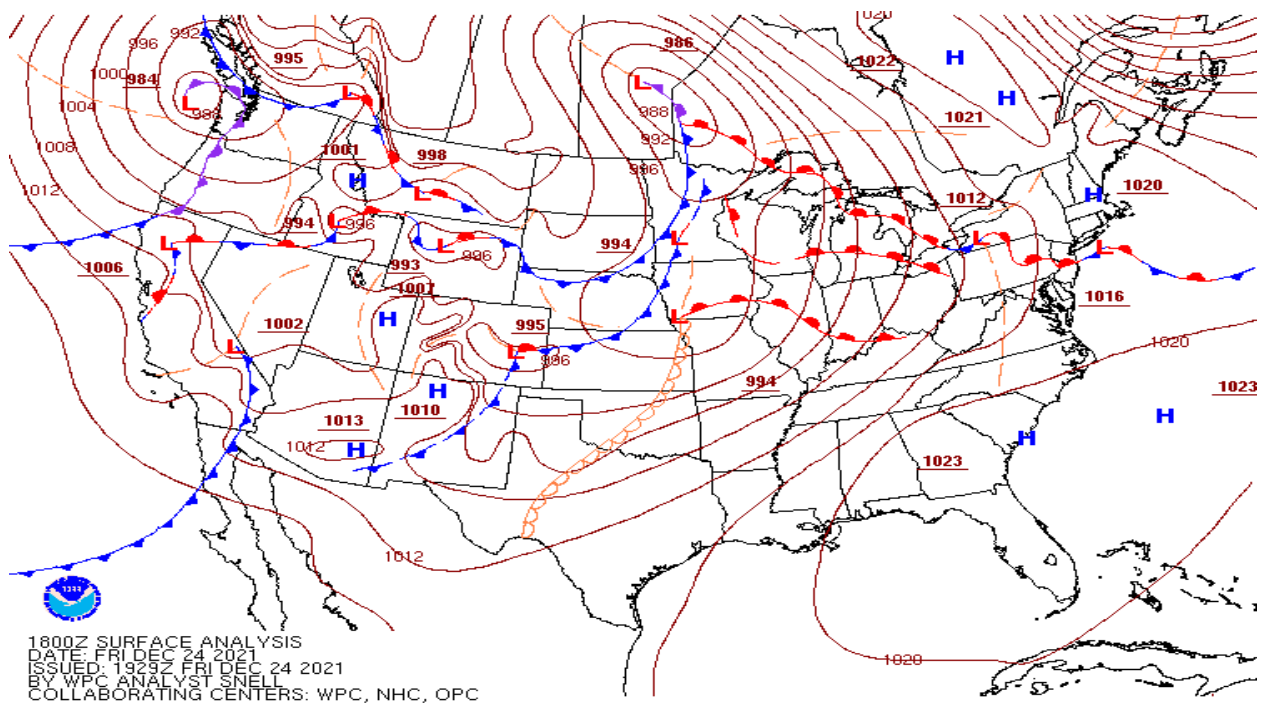 1020
992
996
986
995
1022
1000
984
988
988
1004
1021
992
1008
1001
998
996
1012
1012
1020
994
996
994
996
1006
993
1007
1016
1002
995
996
1020
994
1023
1013
1010
1012
1023
1012
1020
H
H
H
H
H
H
H
H
H
L
L
L
L
L
L
L
L
L
L
L
L
L
1800Z SURFACE ANALYSIS
DATE: FRI DEC 24 2021
ISSUED: 1929Z FRI DEC 24 2021
BY WPC ANALYST SNELL
COLLABORATING CENTERS: WPC, NHC, OPC